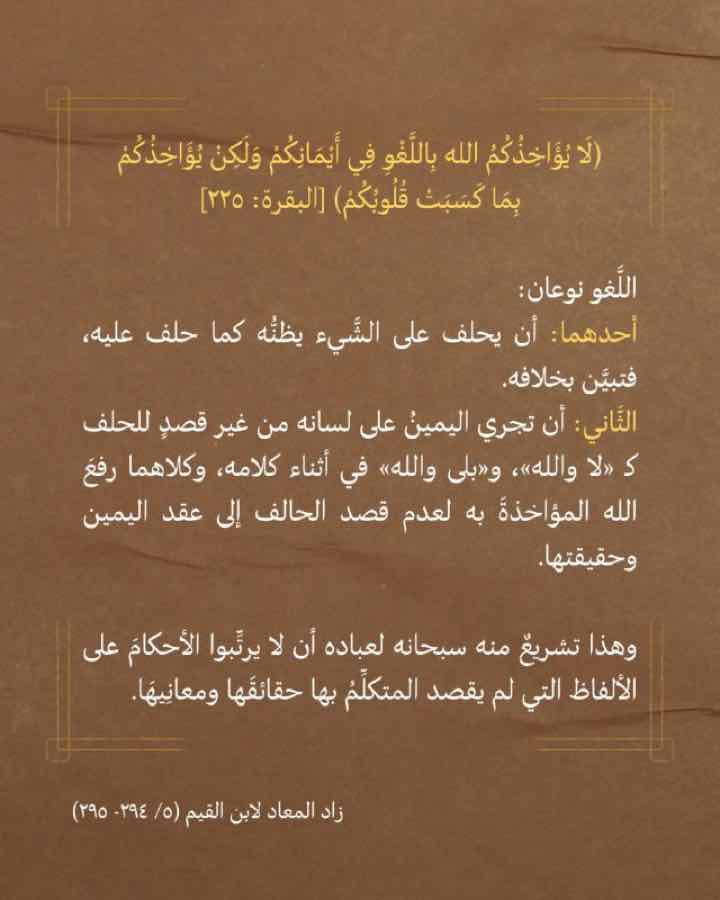 (لَا يُؤَاخِذُكُمُ الله بِاللَّغْوِ فِي أَيْمَانِكُمْ وَلَكِنْ يُؤَاخِذُكُمْ
بِمَا كَسَبَتْ قُلُوبُكُمْ) [البقرة: ٢٢٥]
اللَّغو نوعان:
أحدهما: أن يحلف على الشَّيء يظنُّه كما حلف عليه،
فتبيَّن بخلافه.
الثَّاني: أن تجري اليمينُ على لسانه من غير قصدٍ للحلف
كـ «لا والله»، و«بلى والله» في أثناء كلامه، وكلاهما رفعَ
الله المؤاخذةَ به لعدم قصد الحالف إلى عقد اليمين
وحقيقتها.
وهذا تشريعٌ منه سبحانه لعباده أن لا يرتِّبوا الأحكامَ على
الألفاظ التي لم يقصد المتكلِّمُ بها حقائقَها ومعانِيهَا.
زاد المعاد لابن القيم (٥/ ٢٩٤- ٢٩٥)